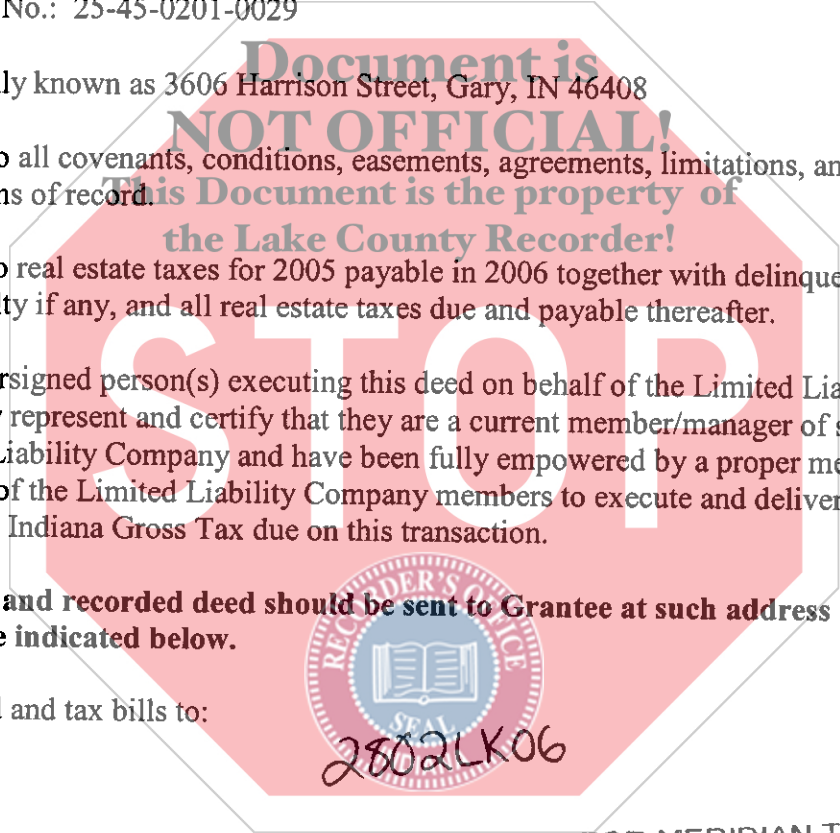 No.: 25-45-0201-0029
Document is
ly known as 3606 Harrison Street, Gary, IN 46408
NOT OFFICIAL!
o all covenants, conditions, easements, agreements, limitations, an
ns of record.
This Document is the property of
the Lake County Recorder!
o real estate taxes for 2005 payable in 2006 together with delinque
lty if any, and all real estate taxes due and payable thereafter.
STOP
rsigned person(s) executing this deed on behalf of the Limited Lia
y represent and certify that they are a current member/manager of s
Liability Company and have been fully empowered by a proper me
of the Limited Liability Company members to execute and deliver
Indiana Gross Tax due on this transaction.
and recorded deed should be sent to Grantee at such address
e indicated below.
l and tax bills to:
RECORDER'S OFFICE
SEAL
INDIANA
2802LK06
MERIDIAN T